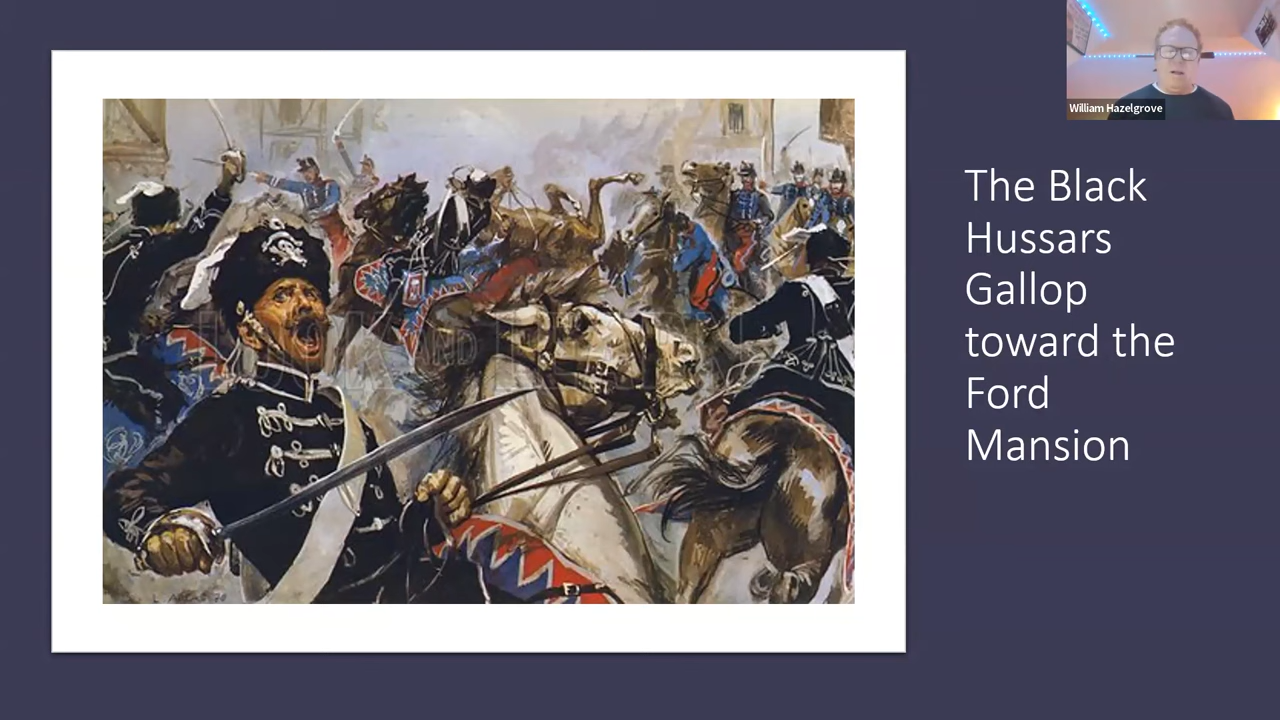 William Hazelgrove
The Black
Hussars
Gallop
toward the
Ford
Mansion